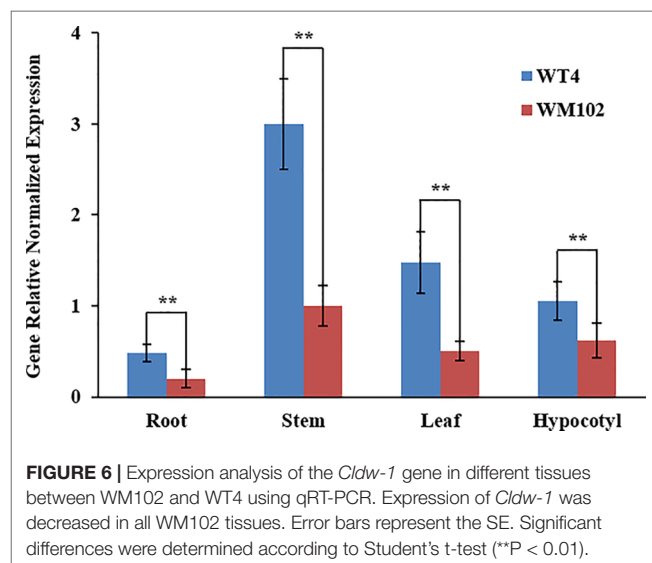 4
3
2
1
0
Gene Relative Normalized Expression
**
**
**
**
WT4
WM102
Root Stem Leaf Hypocotyl
FIGURE 6 | Expression analysis of the Cldw-1 gene in different tissues
between WM102 and WT4 using qRT-PCR. Expression of Cldw-1 was
decreased in all WM102 tissues. Error bars represent the SE. Significant
differences were determined according to Student's t-test (**P < 0.01).